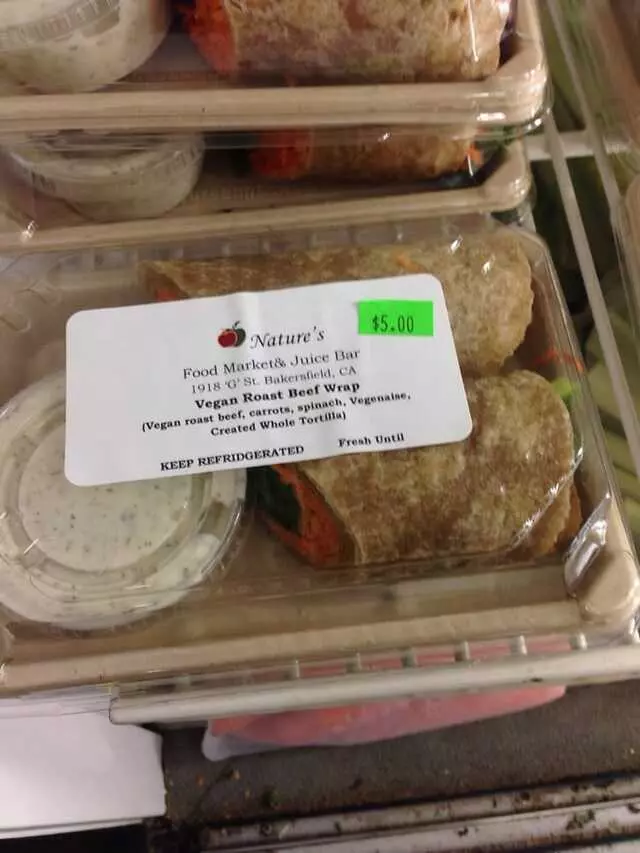 Nature's
$5.00
Food Market& Juice Bar
1918 'G' St. Bakersfield, CA
Vegan Roast Beef Wrap
(Vegan roast beef, carrots, spinach, Vegenaise,
Created Whole Tortilla)
KEEP REFRIDGERATED Fresh Until